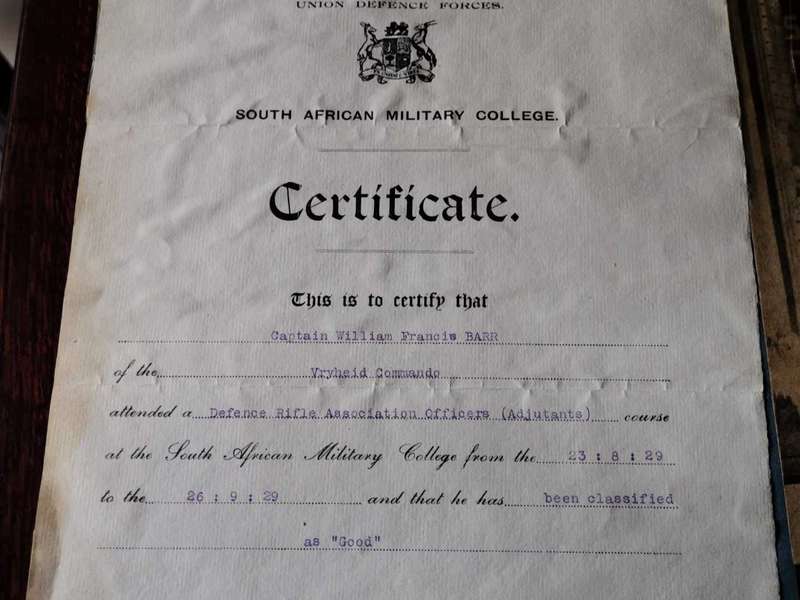 UNION DEFENCE FORCES.
SOUTH AFRICAN MILITARY COLLEGE.
Certificate.
This is to certify that
Captain William Francis BARR
of the Vryheid Commando
attended a Defence Rifle Association Officers (Adjutants) course
at the South African Military College from the 23 : 8 : 29
to the 26 : 9 : 29 and that he has been classified
as "Good"